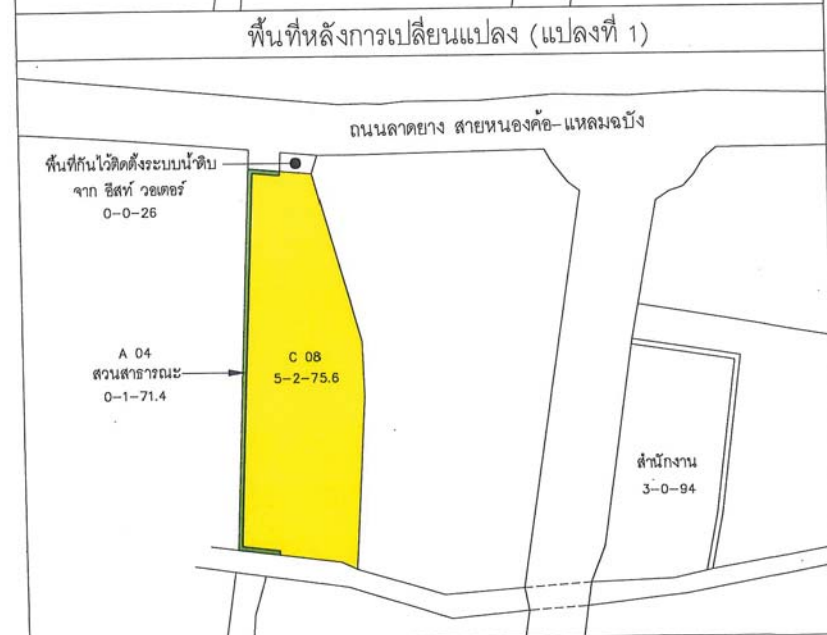 พื้นที่หลังการเปลี่ยนแปลง (แปลงที่ 1)
ถนนลาดยาง สายหนองค้อ-แหลมฉบัง
พื้นที่กันไว้ติดตั้งระบบน้ำดิบ
จาก อีสท์ วอเตอร์
0-0-26
A 04
สวนสาธารณะ
0-1-71.4
C 08
5-2-75.6
สำนักงาน
3-0-94